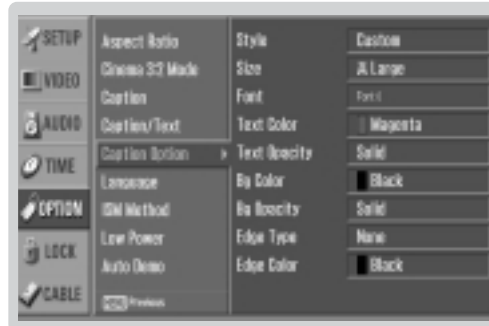 SETUP
VIDEO
AUDIO
TIME
OPTION
LOCK
CABLE
Aspect Ratio
Cinema 3:2 Mode
Caption
Caption/Text
Caption Option
Language
ISM Method
Low Power
Auto Demo
Previous
Style Custom
Size Large
Font Font 1
Text Color Magenta
Text Opacity Solid
Bg Color Black
Bg Opacity Solid
Edge Type None
Edge Color Black